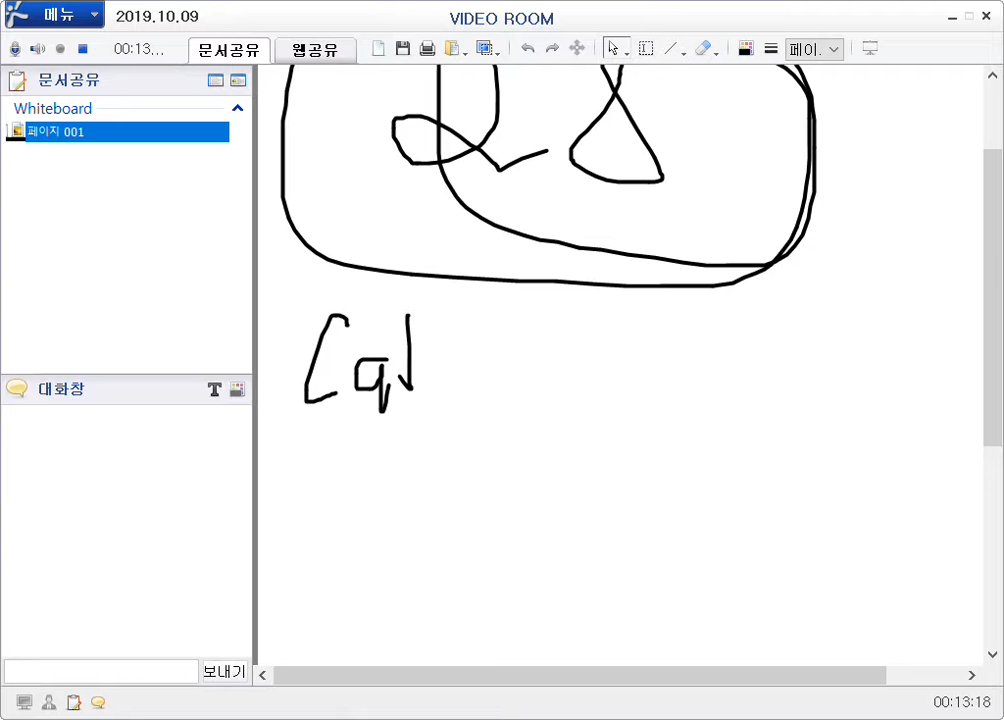 메뉴 2019.10.09 VIDEO ROOM
00:13... 문서공유 웹공유 페이.
문서공유
Whiteboard
페이지 001
[a
대화창 T
보내기
00:13:18